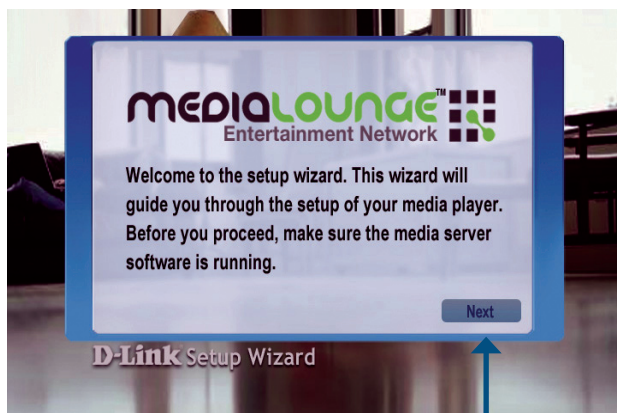 MEDIALOUNGE™
Entertainment Network
Welcome to the setup wizard. This wizard will
guide you through the setup of your media player.
Before you proceed, make sure the media server
software is running.
Next
D-Link Setup Wizard